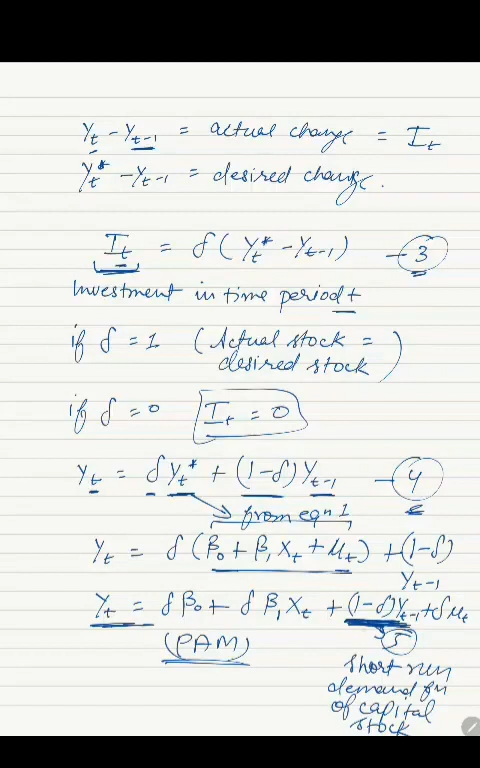 Yt - Yt-1 = actual change = It
Yt* - Yt-1 = desired change.
It = δ(Yt* - Yt-1) - 3
Investment in time period t
if δ = 1 (Actual stock =
desired stock)
if δ = 0 It = 0
Yt = δYt* + (1-δ)Yt-1 - 4
from eqn 1
Yt = δ(β0 + β1Xt + μt) + (1-δ)
Yt-1
Yt = δβ0 + δβ1Xt + (1-δ)Yt-1 + δμt
(PAM) 5
short run
demand fn
of capital
stock